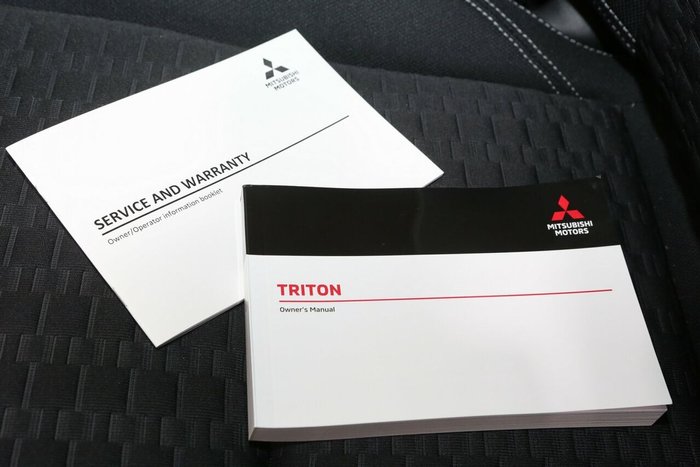 MITSUBISHI
MOTORS
SERVICE AND WARRANTY
Owner/Operator information booklet
MITSUBISHI
MOTORS
TRITON
Owner's Manual